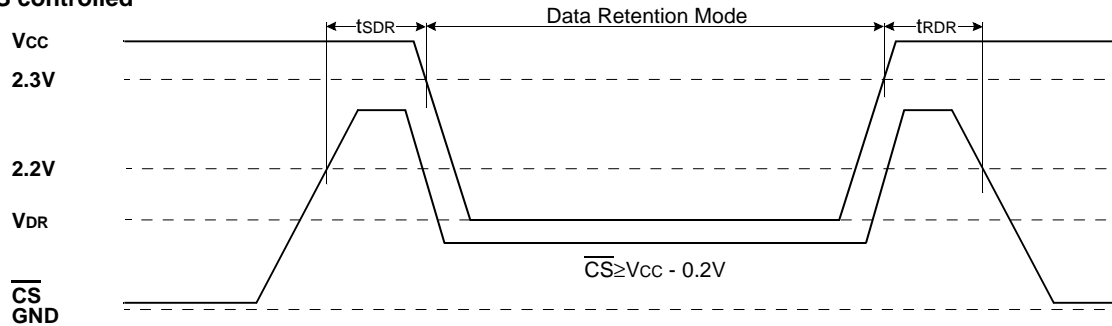 controlled
tSDR Data Retention Mode tRDR
VCC
2.3V
2.2V
VDR
CS≥VCC - 0.2V
CS
GND